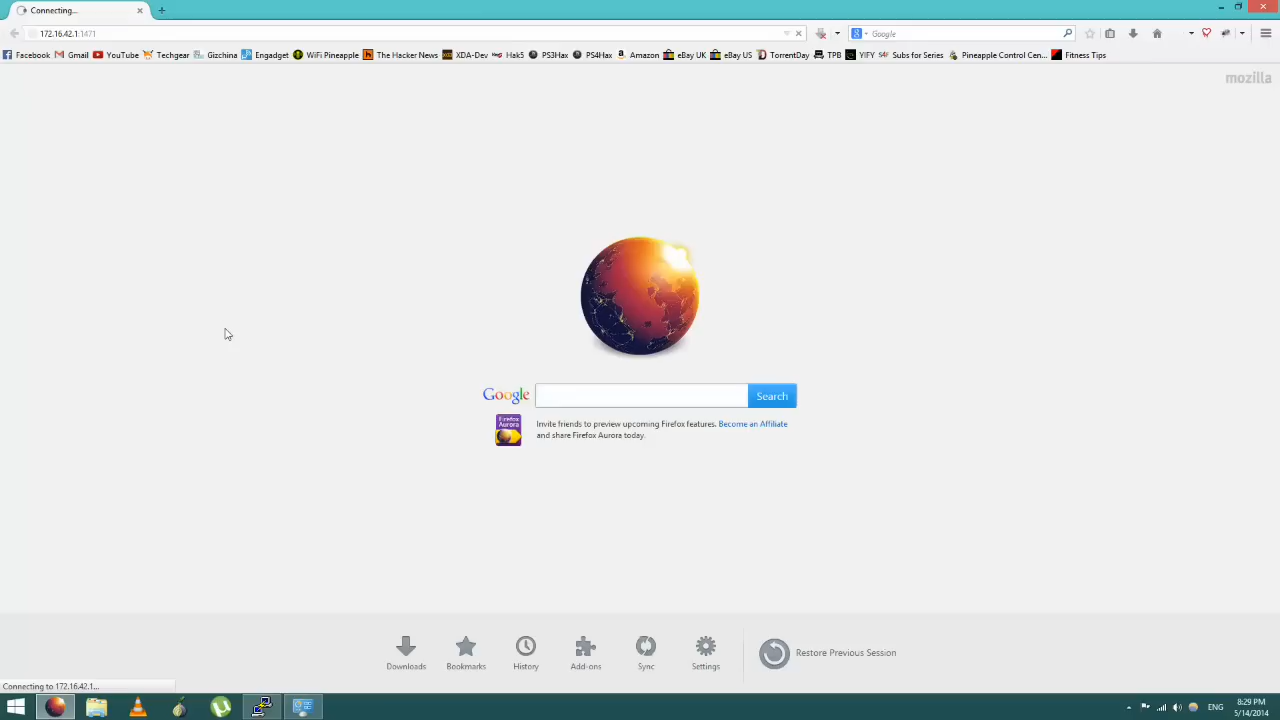 Connecting...
172.16.42.1:1471
Google
Facebook Gmail YouTube Techgear Gizchina Engadget WiFi Pineapple The Hacker News XDA-Dev Hak5 PS3Hax PS4Hax Amazon eBay UK eBay US TorrentDay TPB YIFY Subs for Series Pineapple Control Cen... Fitness Tips
mozilla
Google Search
Firefox
Aurora
Invite friends to preview upcoming Firefox features. Become an Affiliate
and share Firefox Aurora today.
Downloads Bookmarks History Add-ons Sync Settings Restore Previous Session
Connecting to 172.16.42.1...
ENG 8:29 PM
5/14/2014